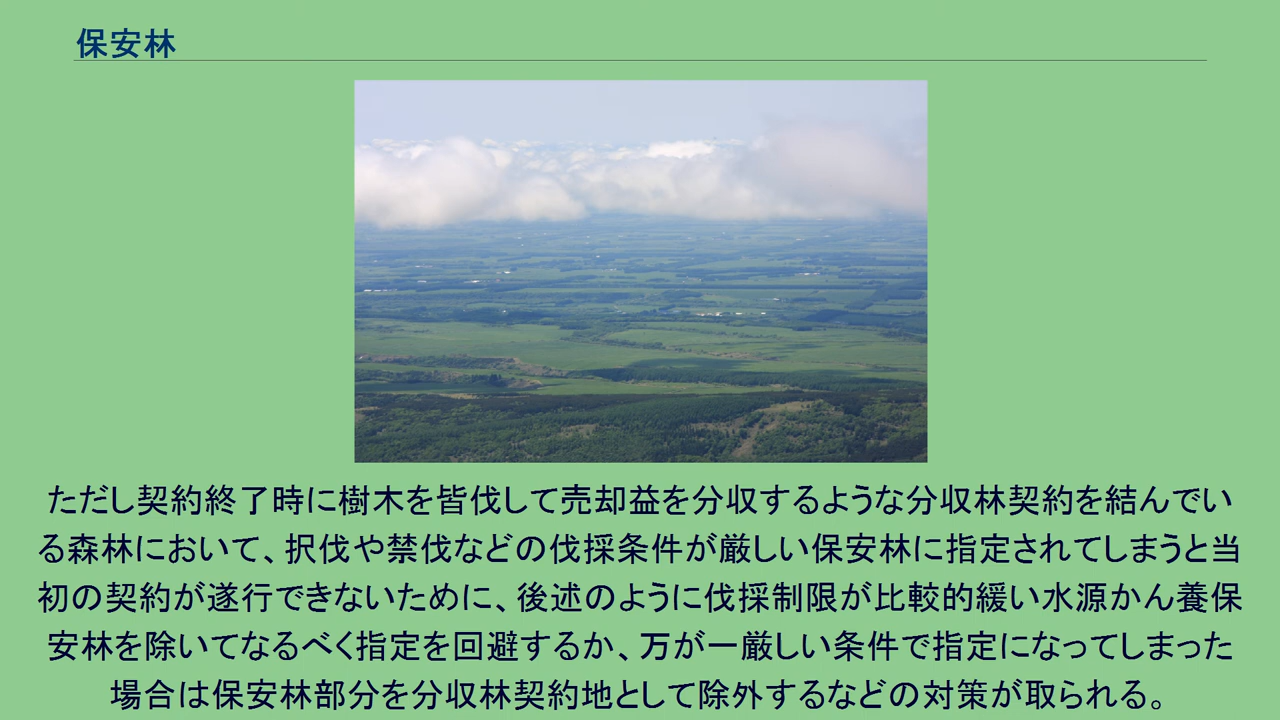 保安林
ただし契約終了時に樹木を皆伐して売却益を分収するような分収林契約を結んでい
る森林において、択伐や禁伐などの伐採条件が厳しい保安林に指定されてしまうと当
初の契約が遂行できないために、後述のように伐採制限が比較的緩い水源かん養保
安林を除いてなるべく指定を回避するか、万が一厳しい条件で指定になってしまった
場合は保安林部分を分収林契約地として除外するなどの対策が取られる。